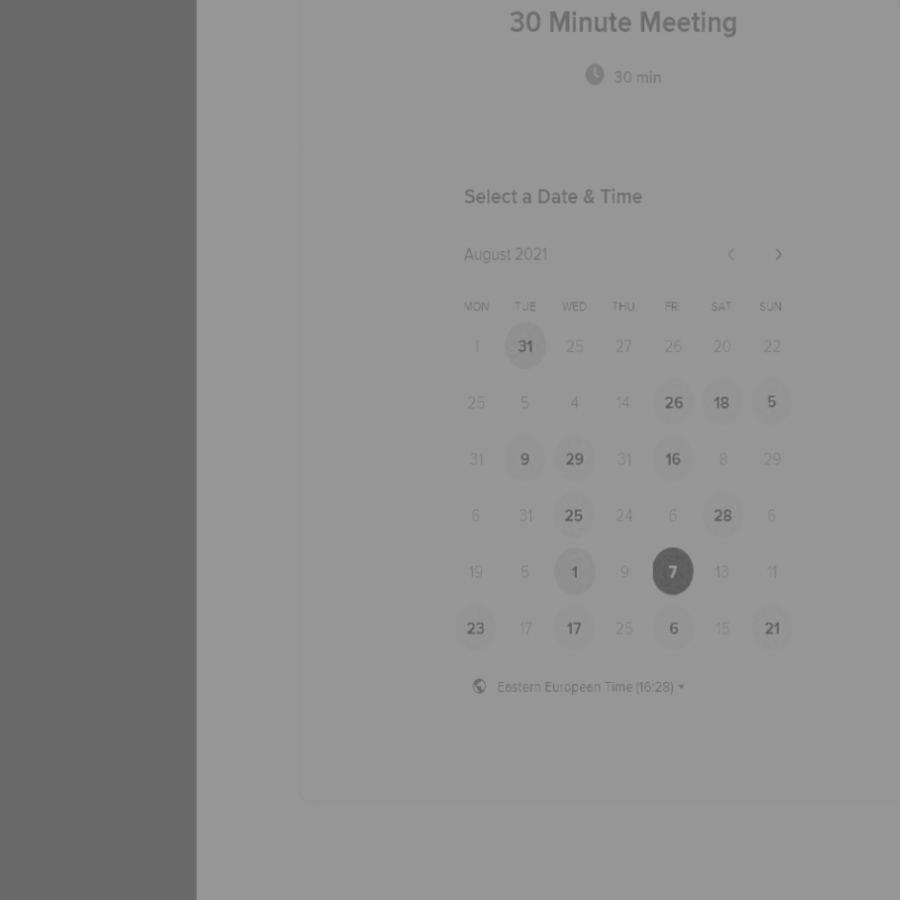 30 Minute Meeting
30 min
Select a Date & Time
August 2021
MON TUE WED THU FRI SAT SUN
1 31 25 27 26 20 22
25 5 4 14 26 18 5
31 9 29 31 16 8 29
6 31 25 24 6 28 6
19 5 1 9 7 13 11
23 17 17 25 6 15 21
Eastern European Time (16:28)